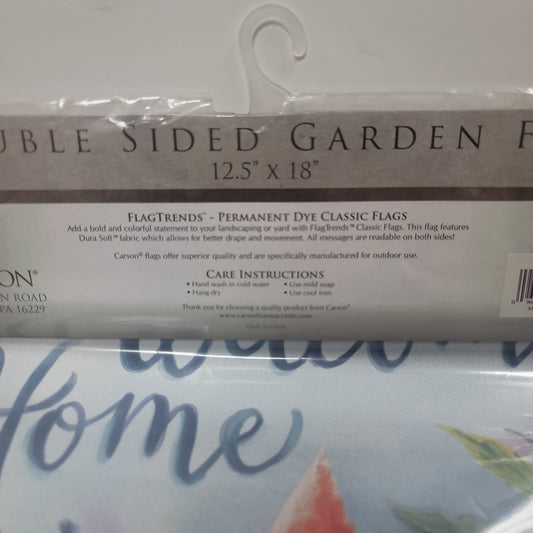 UBLE SIDED GARDEN F
12.5" X 18"
FLAGTRENDS™ - PERMANENT DYE CLASSIC FLAGS
Add a bold and colorful statement to your landscaping or yard with FlagTrends™ Classic Flags. This flag features
Dura Soft™ fabric which allows for better drape and movement. All messages are readable on both sides!
Carson® flags offer superior quality and are specifically manufactured for outdoor use.
CARE INSTRUCTIONS
• Hand wash in cold water • Use mild soap
• Hang dry • Use cool iron
Thank you for choosing a quality product from Carson®
www.carsonhomeaccents.com
Made in China
ON®
N ROAD
PA 16229
Home